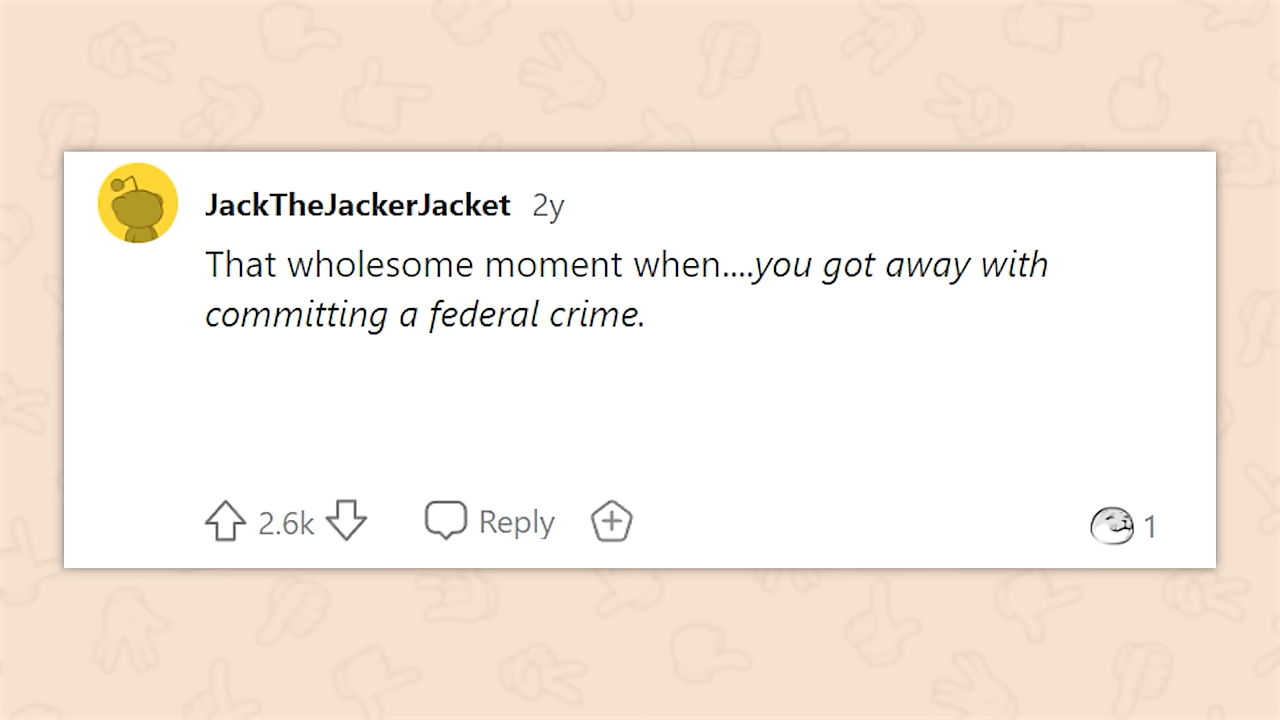 JackTheJackerJacket 2y
That wholesome moment when....you got away with
committing a federal crime.
2.6k Reply 1